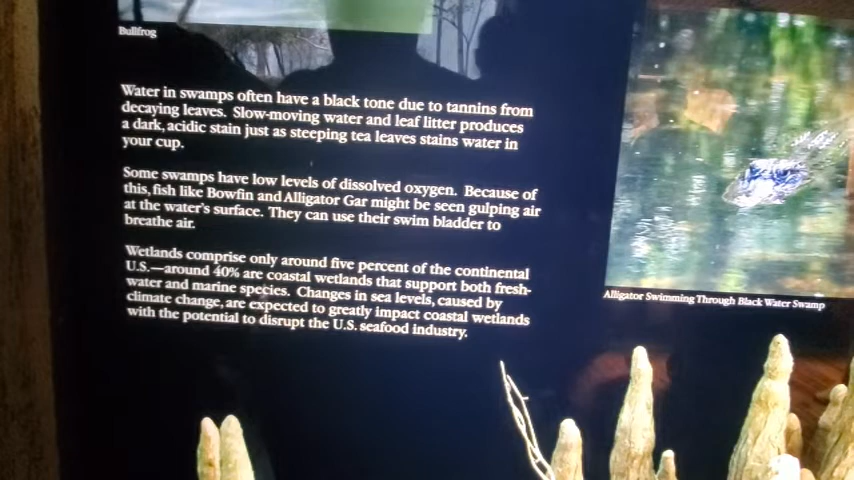 Bullfrog
Water in swamps often have a black tone due to tannins from
decaying leaves. Slow-moving water and leaf litter produces
a dark, acidic stain just as steeping tea leaves stains water in
your cup.
Some swamps have low levels of dissolved oxygen. Because of
this, fish like Bowfin and Alligator Gar might be seen gulping air
at the water's surface. They can use their swim bladder to
breathe air.
Wetlands comprise only around five percent of the continental
U.S.—around 40% are coastal wetlands that support both fresh-
water and marine species. Changes in sea levels, caused by
climate change, are expected to greatly impact coastal wetlands
with the potential to disrupt the U.S. seafood industry.
Alligator Swimming Through Black Water Swamp